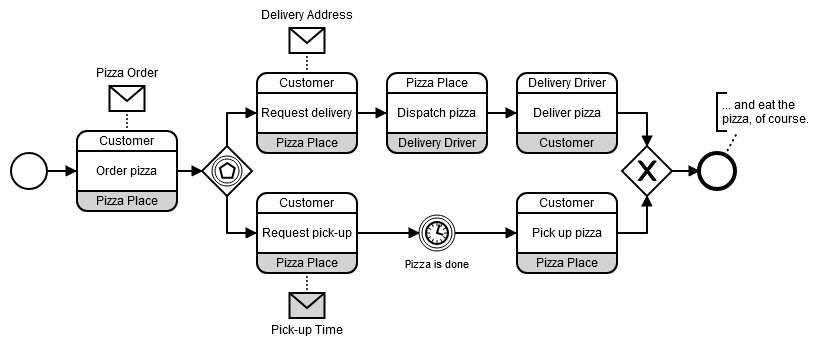 Delivery Address
Pizza Order
Customer
Request delivery
Pizza Place
Pizza Place
Dispatch pizza
Delivery Driver
Delivery Driver
Deliver pizza
Customer
... and eat the
pizza, of course.
Customer
Order pizza
Pizza Place
X
Customer
Request pick-up
Pizza Place
Pizza is done
Customer
Pick up pizza
Pizza Place
Pick-up Time